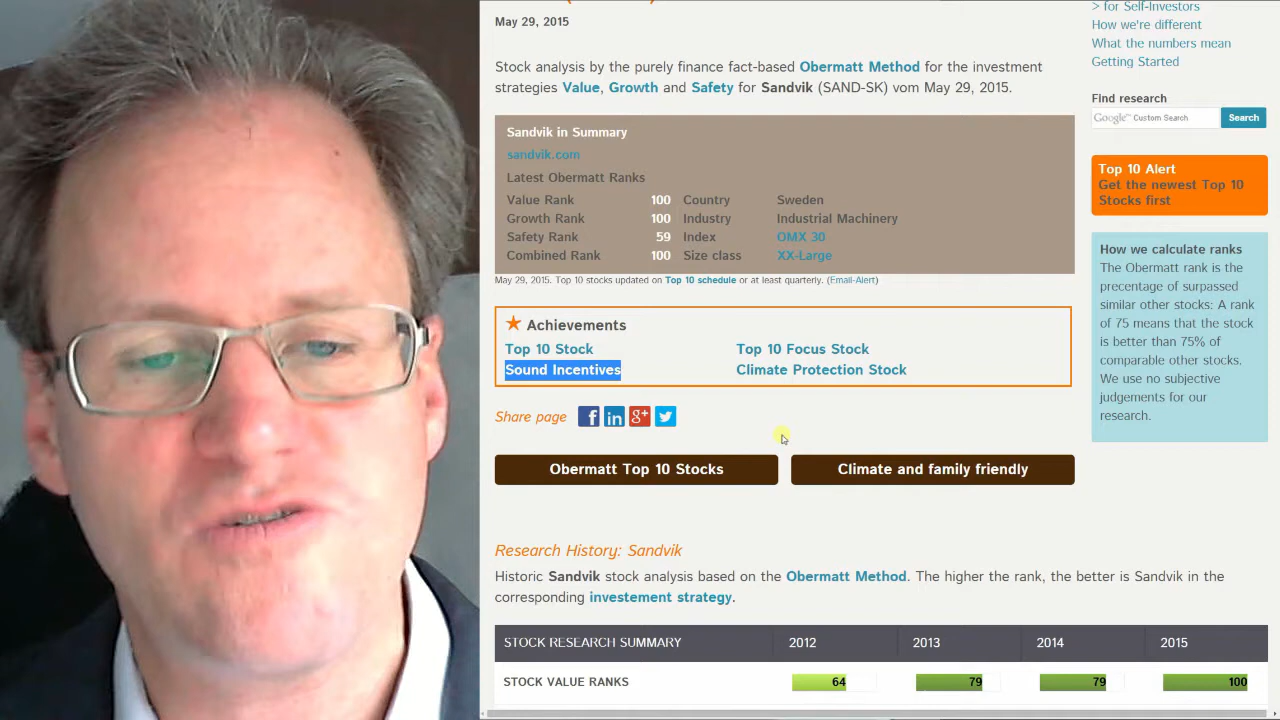 May 29, 2015
Stock analysis by the purely finance fact-based Obermatt Method for the investment
strategies Value, Growth and Safety for Sandvik (SAND-SK) vom May 29, 2015.
Sandvik in Summary
sandvik.com
Latest Obermatt Ranks
Value Rank 100 Country Sweden
Growth Rank 100 Industry Industrial Machinery
Safety Rank 59 Index OMX 30
Combined Rank 100 Size class XX-Large
May 29, 2015. Top 10 stocks updated on Top 10 schedule or at least quarterly. (Email-Alert)
Achievements
Top 10 Stock Top 10 Focus Stock
Sound Incentives Climate Protection Stock
Share page
Obermatt Top 10 Stocks Climate and family friendly
Research History: Sandvik
Historic Sandvik stock analysis based on the Obermatt Method. The higher the rank, the better is Sandvik in the
corresponding investement strategy.
STOCK RESEARCH SUMMARY 2012 2013 2014 2015
STOCK VALUE RANKS 64 79 79 100
> for Self-Investors
How we're different
What the numbers mean
Getting Started
Find research
Google™ Custom Search Search
Top 10 Alert
Get the newest Top 10
Stocks first
How we calculate ranks
The Obermatt rank is the
precentage of surpassed
similar other stocks: A rank
of 75 means that the stock
is better than 75% of
comparable other stocks.
We use no subjective
judgements for our
research.